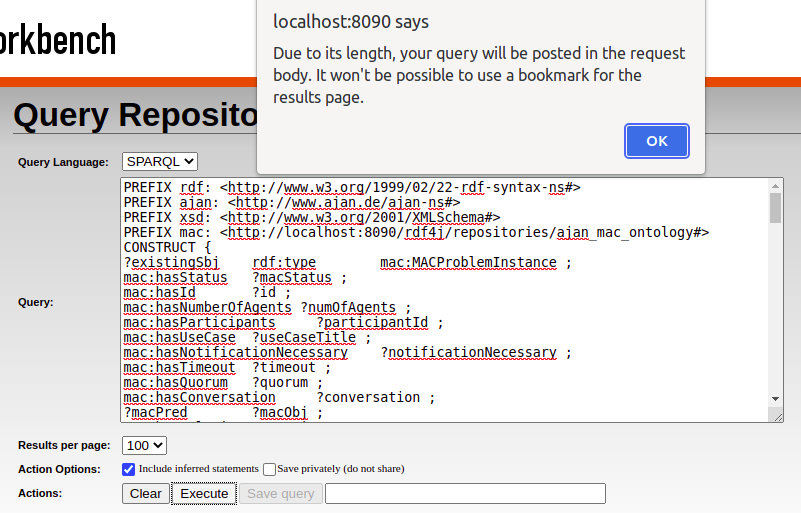 orkbench
localhost:8090 says
Due to its length, your query will be posted in the request
body. It won't be possible to use a bookmark for the
results page.
OK
Query Reposito
Query Language: SPARQL
Query:
PREFIX rdf: <http://www.w3.org/1999/02/22-rdf-syntax-ns#>
PREFIX ajan: <http://www.ajan.de/ajan-ns#>
PREFIX xsd: <http://www.w3.org/2001/XMLSchema#>
PREFIX mac: <http://localhost:8090/rdf4j/repositories/ajan_mac_ontology#>
CONSTRUCT {
?existingSbj rdf:type mac:MACProblemInstance ;
mac:hasStatus ?macStatus ;
mac:hasId ?id ;
mac:hasNumberOfAgents ?numOfAgents ;
mac:hasParticipants ?participantId ;
mac:hasUseCase ?useCaseTitle ;
mac:hasNotificationNecessary ?notificationNecessary ;
mac:hasTimeout ?timeout ;
mac:hasQuorum ?quorum ;
mac:hasConversation ?conversation ;
?macPred ?macObj ;
Results per page: 100
Action Options: Include inferred statements Save privately (do not share)
Actions: Clear Execute Save query